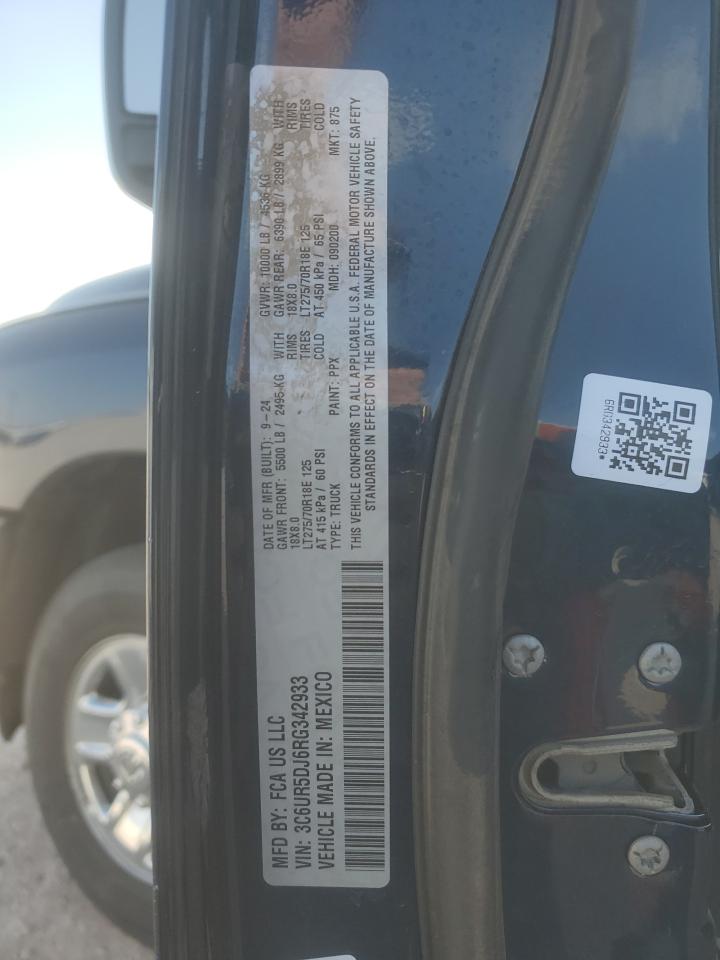 MFD BY: FCA US LLC
VIN: 3C6UR5DJ6RG342933
VEHICLE MADE IN: MEXICO
DATE OF MFR (BUILT): 9-24 GVWR: 10000 LB / 4535 KG
GAWR FRONT: 5500 LB / 2495 KG WITH GAWR REAR: 6390 LB / 2899 KG WITH
18X8.0 RIMS 18X8.0 RIMS
LT275/70R18E 125 TIRES LT275/70R18E 125 TIRES
AT 415 kPa / 60 PSI COLD AT 450 kPa / 65 PSI COLD
TYPE: TRUCK PAINT: PPX MDH: 090200 MKT: 875
THIS VEHICLE CONFORMS TO ALL APPLICABLE U.S.A. FEDERAL MOTOR VEHICLE SAFETY
STANDARDS IN EFFECT ON THE DATE OF MANUFACTURE SHOWN ABOVE.
6RG342933*